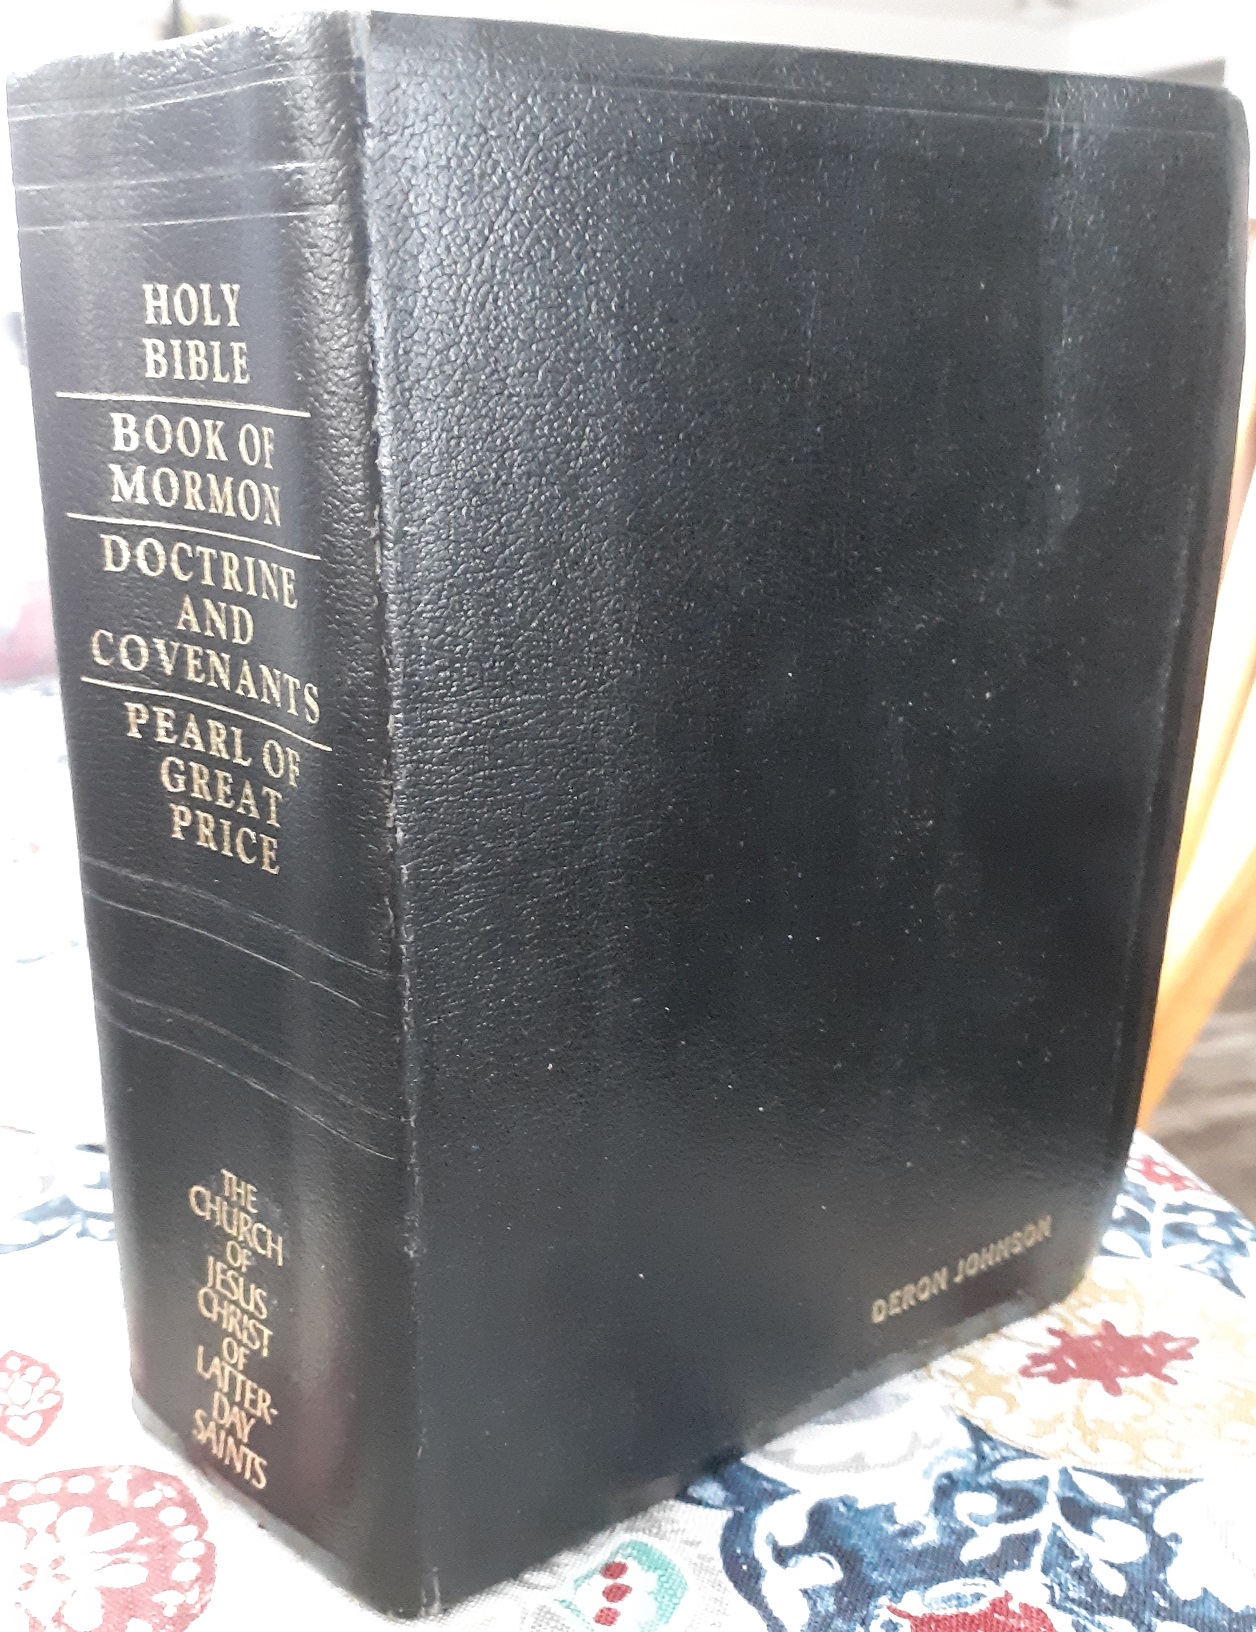 HOLY
BIBLE
BOOK OF
MORMON
DOCTRINE
AND
COVENANTS
PEARL OF
GREAT
PRICE
THE
CHURCH
OF
JESUS
CHRIST
OF
LATTER-
DAY
SAINTS
DERON JOHNSON